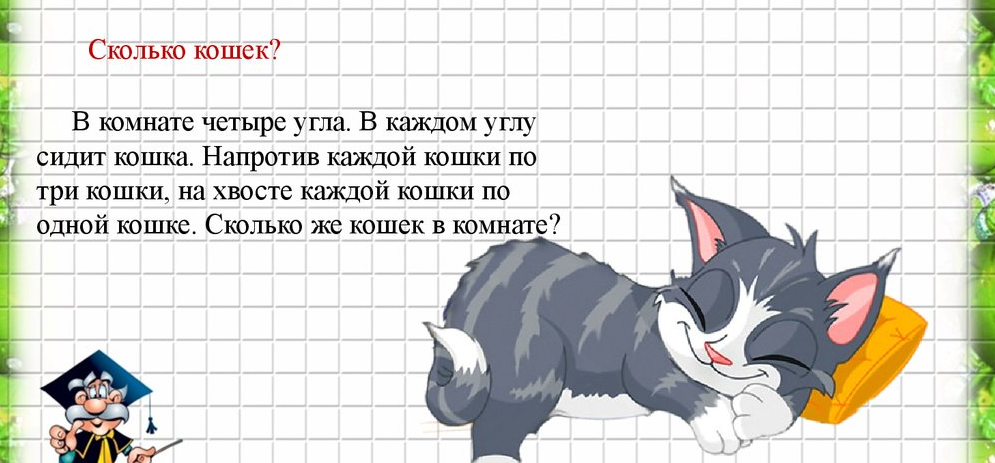 Сколько кошек?
В комнате четыре угла. В каждом углу
сидит кошка. Напротив каждой кошки по
три кошки, на хвосте каждой кошки по
одной кошке. Сколько же кошек в комнате?